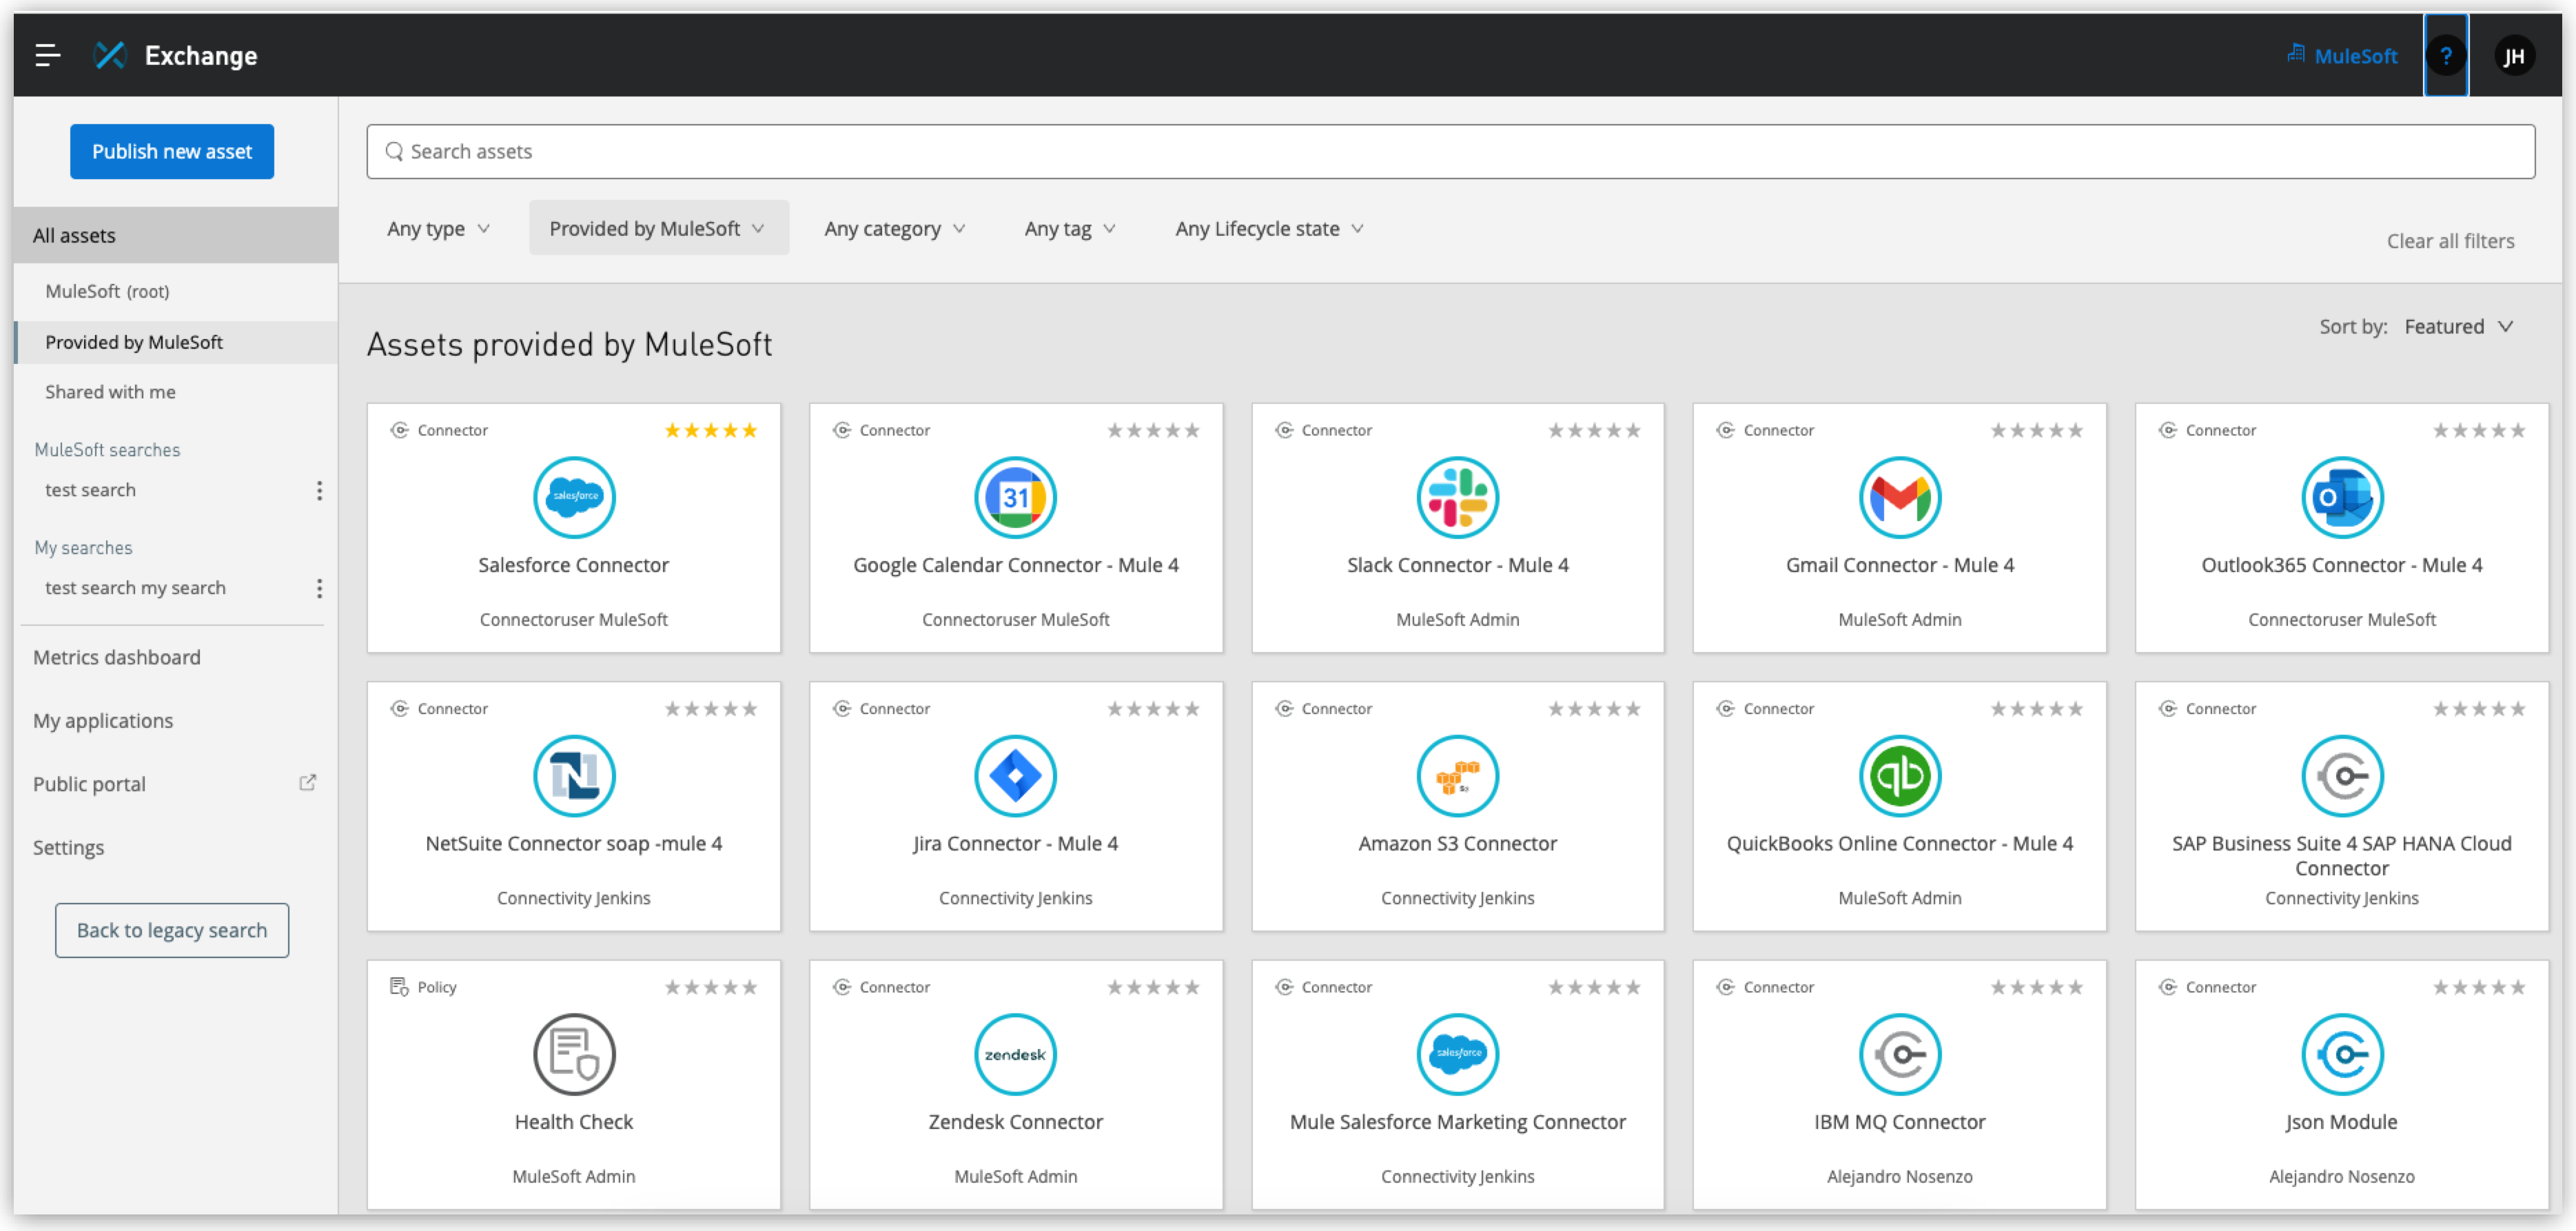 Exchange
MuleSoft
?
JH
Publish new asset
Search assets
Any type
Provided by MuleSoft
Any category
Any tag
Any Lifecycle state
Clear all filters
All assets
MuleSoft (root)
Provided by MuleSoft
Shared with me
MuleSoft searches
test search
My searches
test search my search
Metrics dashboard
My applications
Public portal
Settings
Back to legacy search
Assets provided by MuleSoft
Sort by: Featured
Connector
salesforce
Salesforce Connector
Connectoruser MuleSoft
Connector
31
Google Calendar Connector - Mule 4
Connectoruser MuleSoft
Connector
Slack Connector - Mule 4
MuleSoft Admin
Connector
Gmail Connector - Mule 4
MuleSoft Admin
Connector
O
Outlook365 Connector - Mule 4
Connectoruser MuleSoft
Connector
N
NetSuite Connector soap -mule 4
Connectivity Jenkins
Connector
Jira Connector - Mule 4
Connectivity Jenkins
Connector
S3
Amazon S3 Connector
Connectivity Jenkins
Connector
qb
QuickBooks Online Connector - Mule 4
MuleSoft Admin
Connector
SAP Business Suite 4 SAP HANA Cloud
Connector
Connectivity Jenkins
Policy
Health Check
MuleSoft Admin
Connector
zendesk
Zendesk Connector
MuleSoft Admin
Connector
salesforce
Mule Salesforce Marketing Connector
Connectivity Jenkins
Connector
IBM MQ Connector
Alejandro Nosenzo
Connector
Json Module
Alejandro Nosenzo